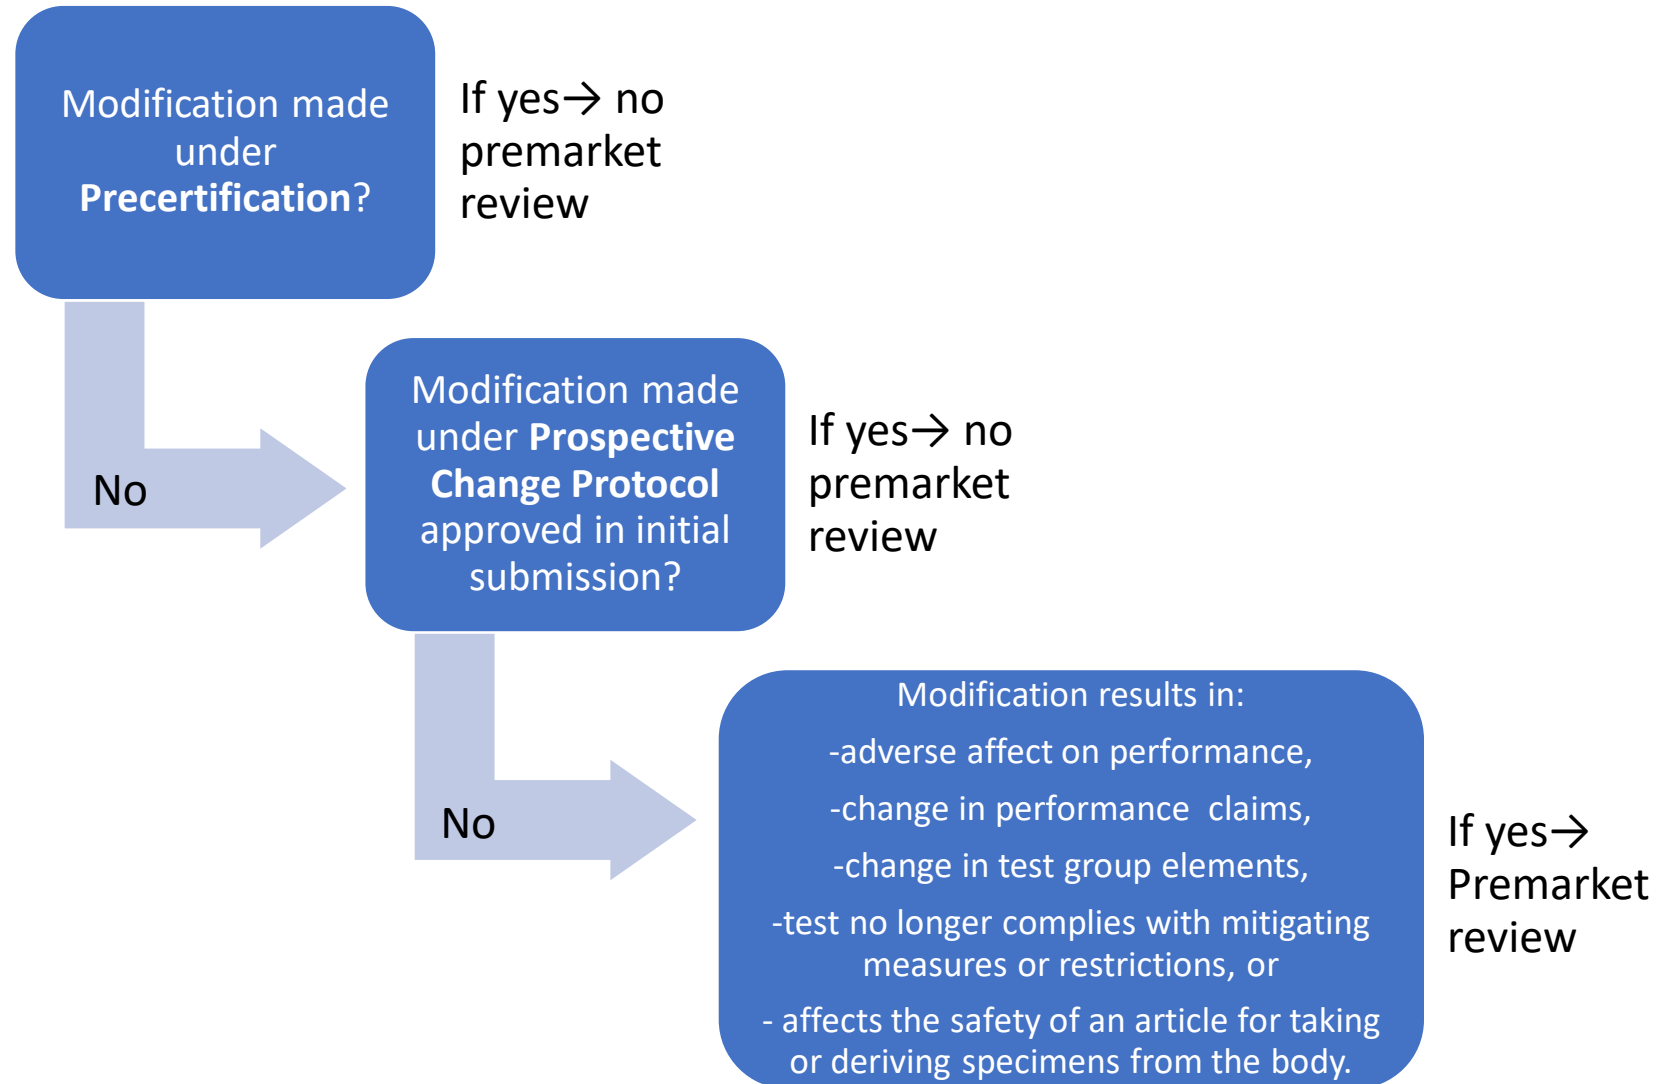 Modification made
under
Precertification?
If yes→ no
premarket
review
No
Modification made
under Prospective
Change Protocol
approved in initial
submission?
If yes→ no
premarket
review
No
Modification results in:
-adverse affect on performance,
-change in performance claims,
-change in test group elements,
-test no longer complies with mitigating
measures or restrictions, or
- affects the safety of an article for taking
or deriving specimens from the body.
If yes→
Premarket
review